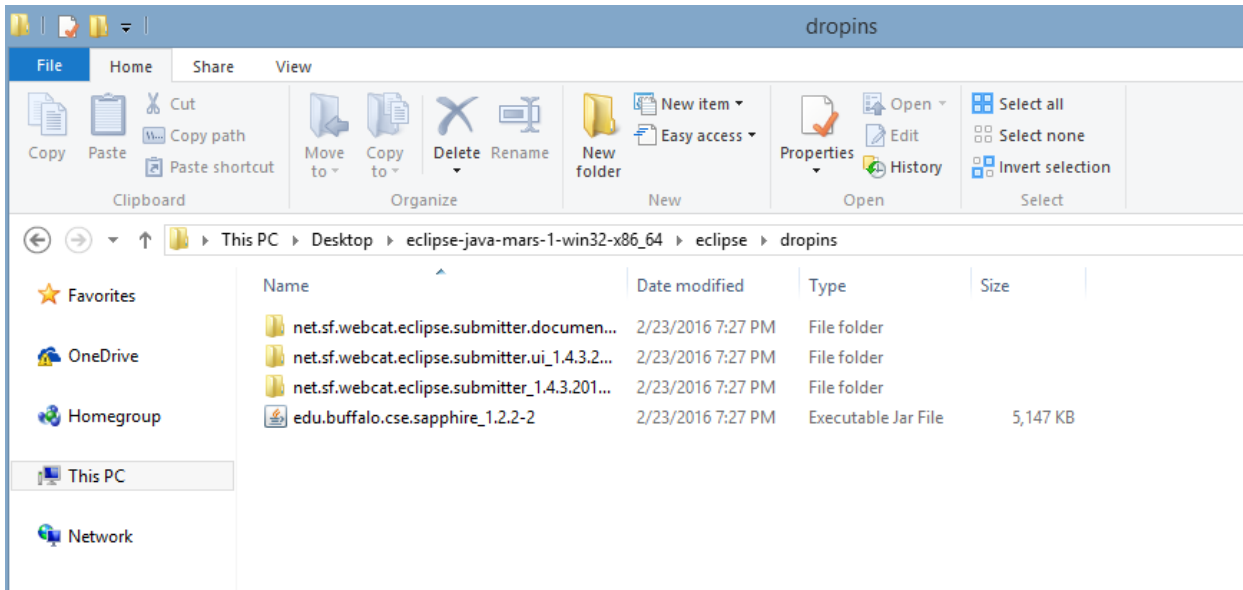 dropins
File Home Share View
Copy Paste Cut Copy path Paste shortcut
Move to Copy to Delete Rename
New folder New item Easy access
Properties Open Edit History
Select all Select none Invert selection
Clipboard Organize New Open Select
This PC Desktop eclipse-java-mars-1-win32-x86_64 eclipse dropins
Name Date modified Type Size
Favorites
OneDrive
Homegroup
This PC
Network
net.sf.webcat.eclipse.submitter.documen... 2/23/2016 7:27 PM File folder
net.sf.webcat.eclipse.submitter.ui_1.4.3.2... 2/23/2016 7:27 PM File folder
net.sf.webcat.eclipse.submitter_1.4.3.201... 2/23/2016 7:27 PM File folder
edu.buffalo.cse.sapphire_1.2.2-2 2/23/2016 7:27 PM Executable Jar File 5,147 KB